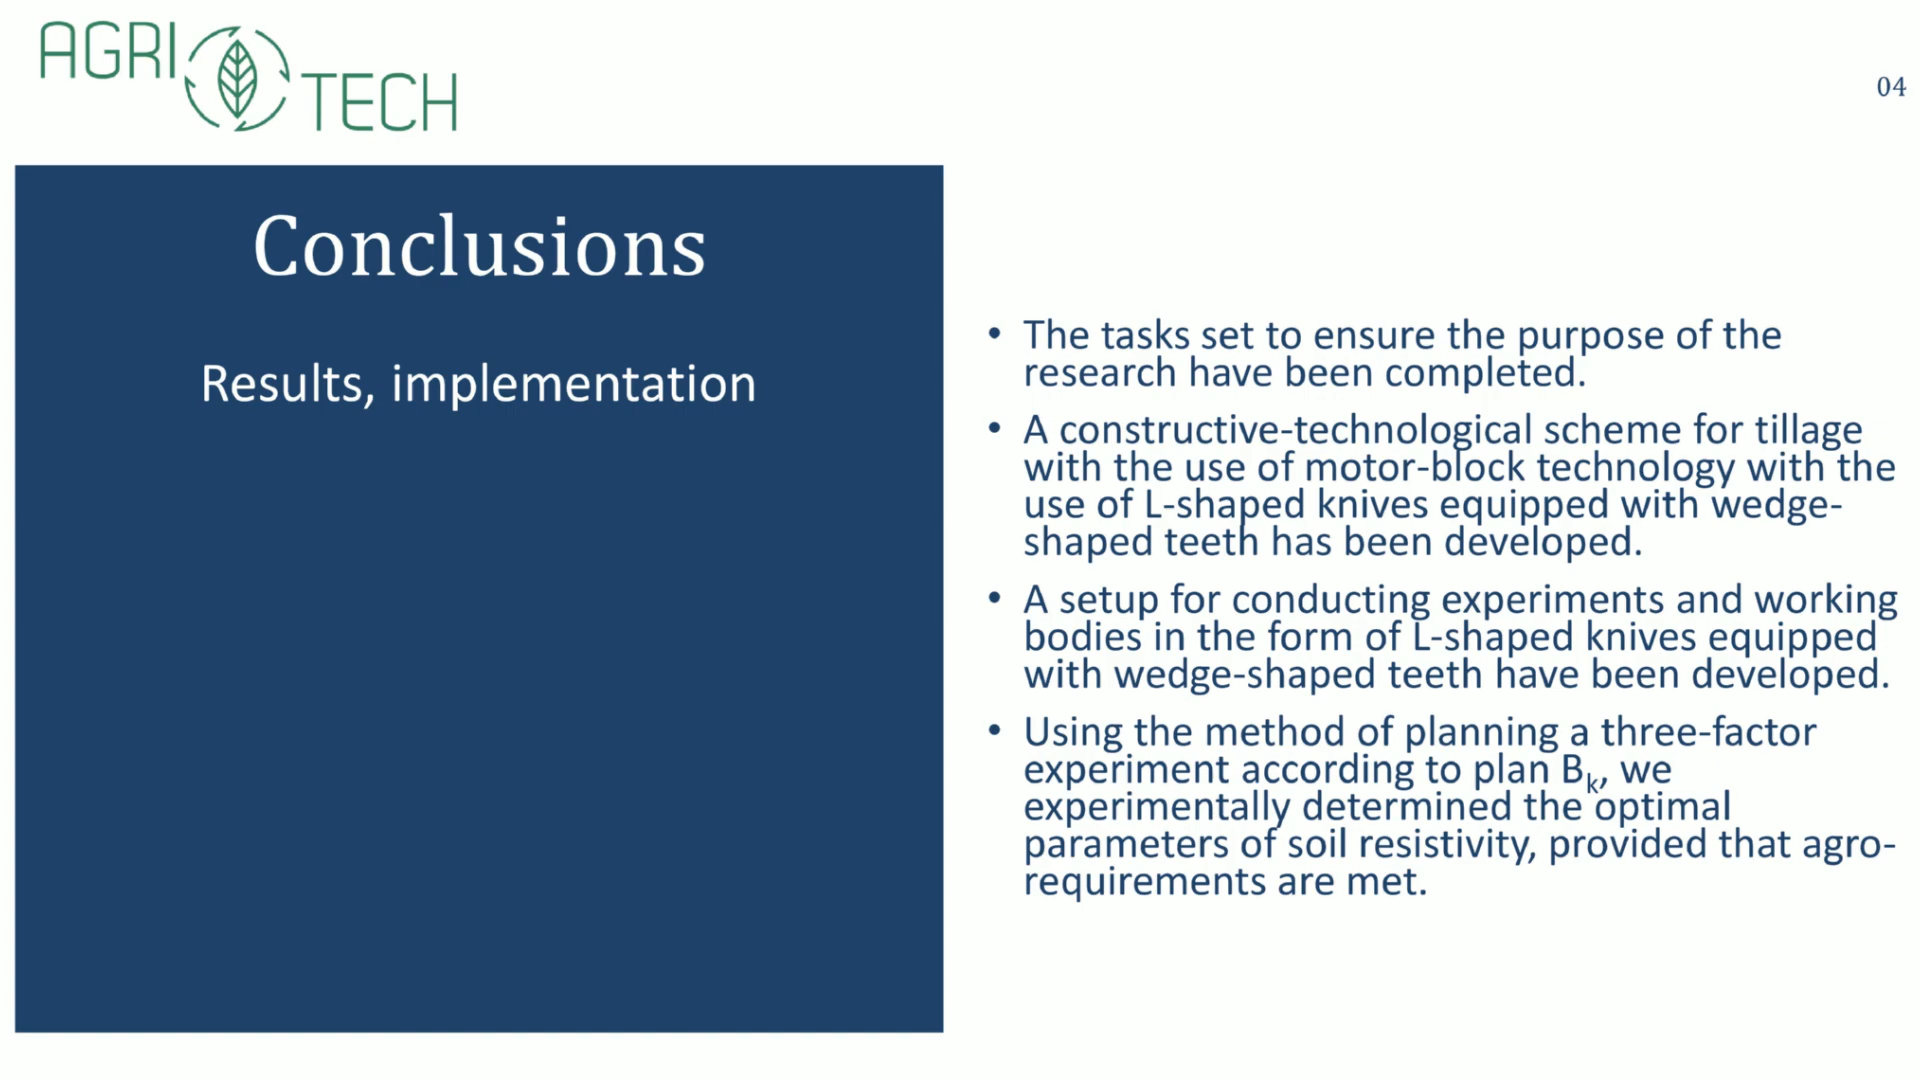 AGRI TECH
04
Conclusions
Results, implementation
• The tasks set to ensure the purpose of the
research have been completed.
• A constructive-technological scheme for tillage
with the use of motor-block technology with the
use of L-shaped knives equipped with wedge-
shaped teeth has been developed.
• A setup for conducting experiments and working
bodies in the form of L-shaped knives equipped
with wedge-shaped teeth have been developed.
• Using the method of planning a three-factor
experiment according to plan Bk, we
experimentally determined the optimal
parameters of soil resistivity, provided that agro-
requirements are met.